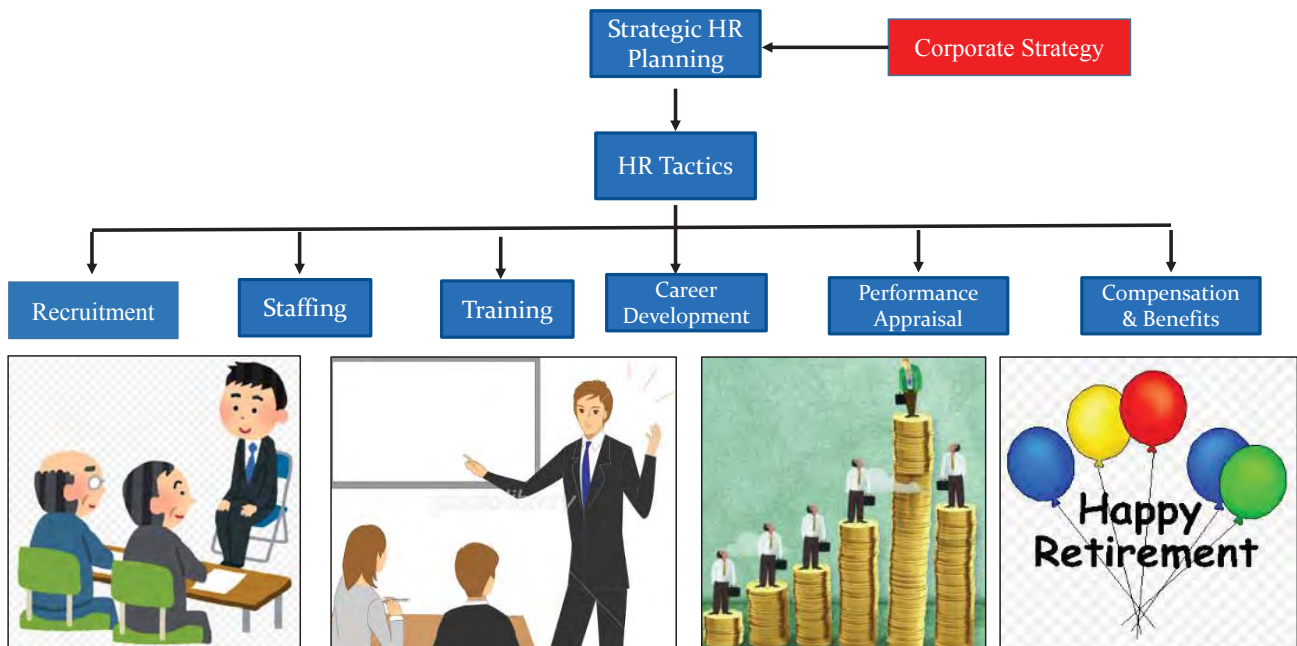 Strategic HR
Planning
Corporate Strategy
HR Tactics
Recruitment
Staffing
Training
Career
Development
Performance
Appraisal
Compensation
& Benefits
Happy
Retirement